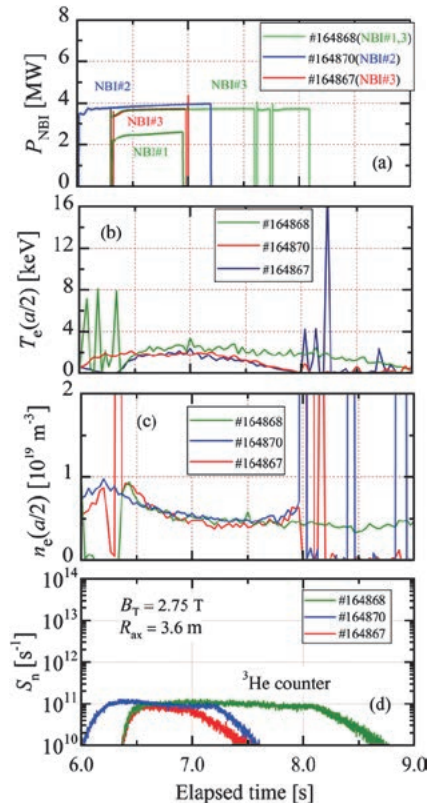 8
6
4
2
0
P_NBI [MW]
#164868(NBI#1,3)
#164870(NBI#2)
#164867(NBI#3)
NBI#2
NBI#3
NBI#3
NBI#1
(a)
16
12
8
4
0
T_e(a/2) [keV]
(b)
#164868
#164870
#164867
2
1
0
n_e(a/2) [10^19 m^-3]
(c)
#164868
#164870
#164867
10^14
10^13
10^12
10^11
10^10
S_n [s^-1]
B_T = 2.75 T
R_ax = 3.6 m
#164868
#164870
#164867
^3He counter
(d)
6.0 7.0 8.0 9.0
Elapsed time [s]